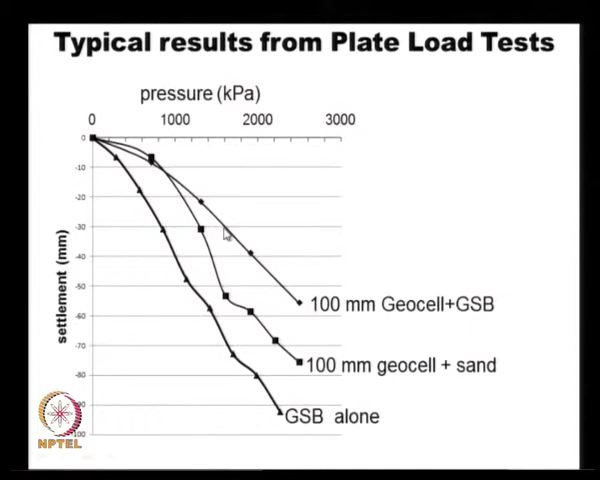 Typical results from Plate Load Tests
pressure (kPa)
0 1000 2000 3000
0
-10
-20
-30
-40
-50
-60
-70
-80
-90
-100
settlement (mm)
100 mm Geocell+GSB
100 mm geocell + sand
GSB alone
NPTEL